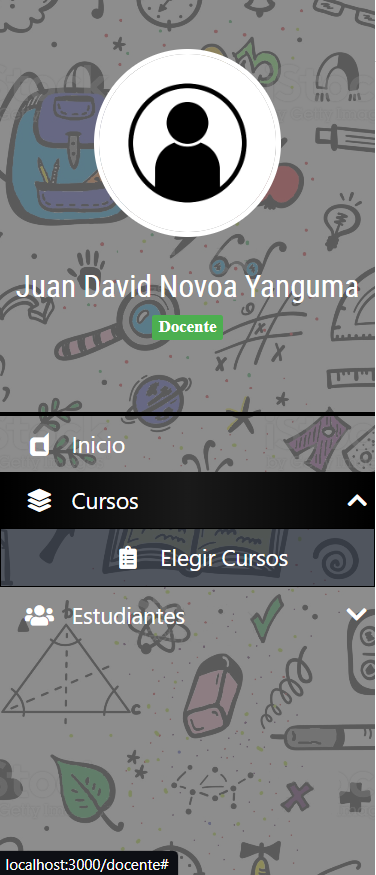 Juan David Novoa Yanguma
Docente
Inicio
Cursos
Elegir Cursos
Estudiantes
localhost:3000/docente#